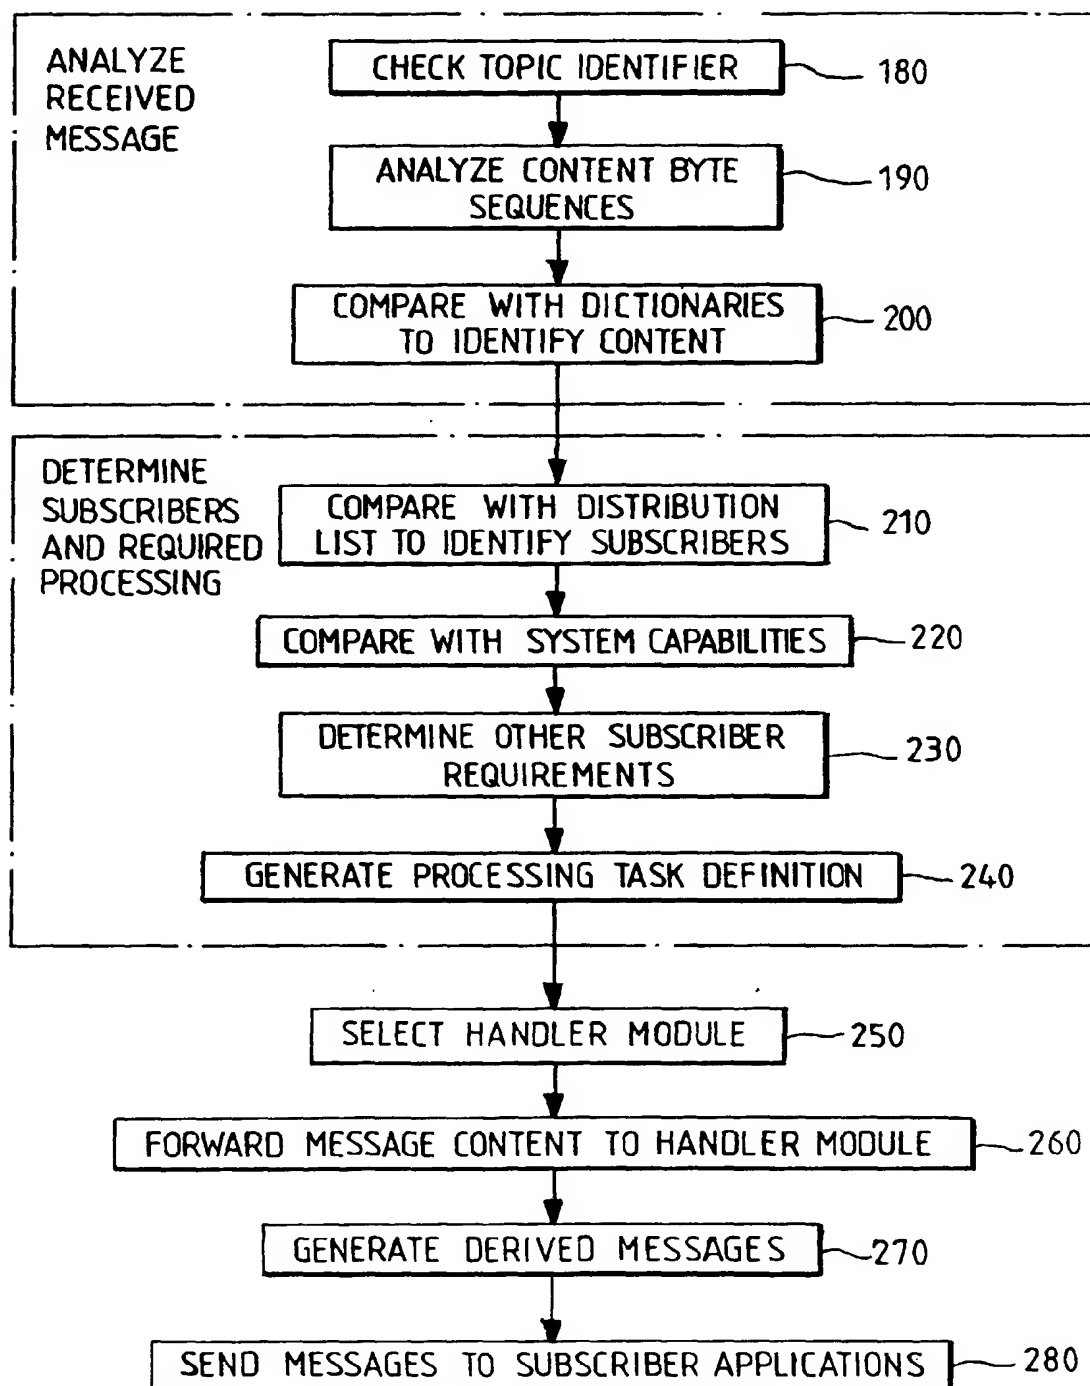 ANALYZE
RECEIVED
MESSAGE
CHECK TOPIC IDENTIFIER
180
ANALYZE CONTENT BYTE
SEQUENCES
190
COMPARE WITH DICTIONARIES
TO IDENTIFY CONTENT
200
DETERMINE
SUBSCRIBERS
AND REQUIRED
PROCESSING
COMPARE WITH DISTRIBUTION
LIST TO IDENTIFY SUBSCRIBERS
210
COMPARE WITH SYSTEM CAPABILITIES
220
DETERMINE OTHER SUBSCRIBER
REQUIREMENTS
230
GENERATE PROCESSING TASK DEFINITION
240
SELECT HANDLER MODULE
250
FORWARD MESSAGE CONTENT TO HANDLER MODULE
260
GENERATE DERIVED MESSAGES
270
SEND MESSAGES TO SUBSCRIBER APPLICATIONS
280